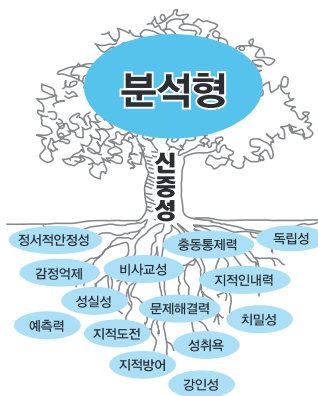 분석형
신중성
정서적안정성
충동통제력
독립성
감정억제
비사교성
지적인내력
성실성
문제해결력
치밀성
예측력
지적도전
성취욕
지적방어
강인성